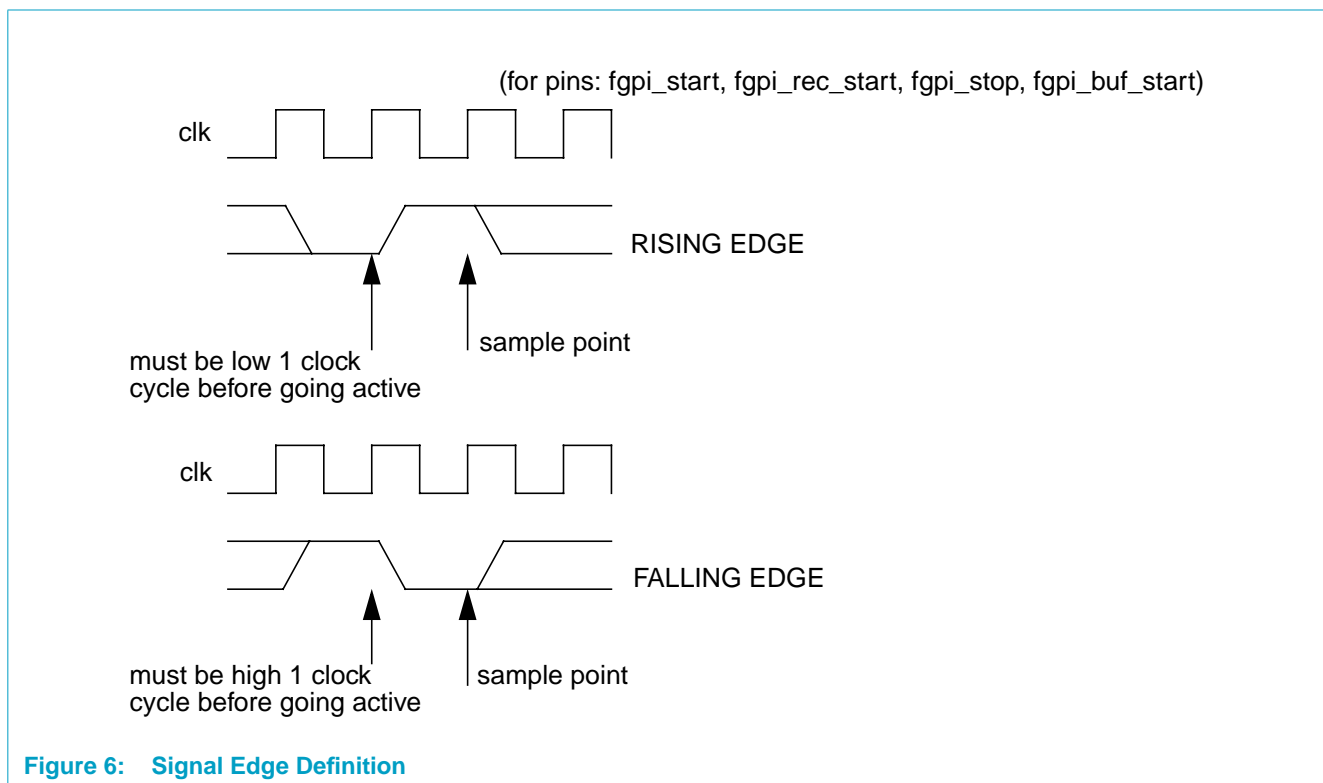 (for pins: fgpi_start, fgpi_rec_start, fgpi_stop, fgpi_buf_start)
clk
RISING EDGE
sample point
must be low 1 clock
cycle before going active
clk
FALLING EDGE
must be high 1 clock
cycle before going active
sample point
Figure 6: Signal Edge Definition